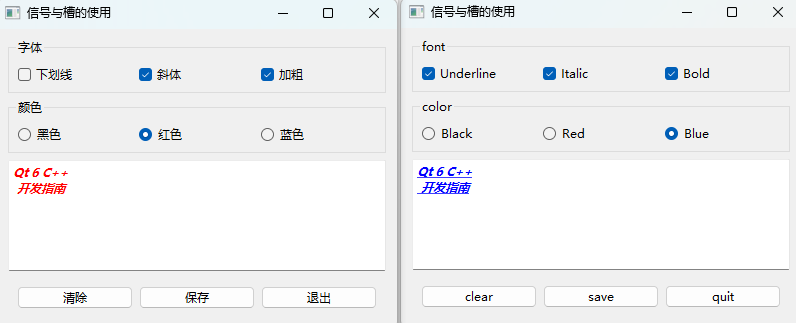 信号与槽的使用
字体
下划线 斜体 加粗
颜色
黑色 红色 蓝色
Qt 6 C++
开发指南
清除 保存 退出
信号与槽的使用
font
Underline Italic Bold
color
Black Red Blue
Qt 6 C++
开发指南
clear save quit